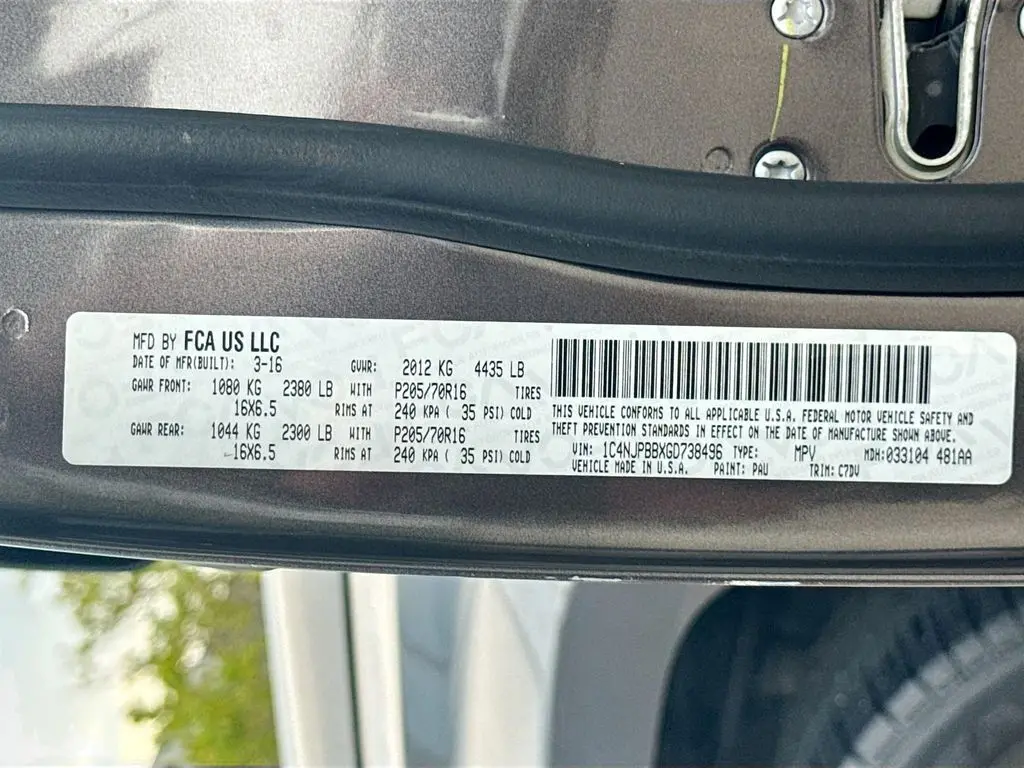 MFD BY FCA US LLC
DATE OF MFR(BUILT): 3-16 GVWR: 2012 KG 4435 LB
GAWR FRONT: 1080 KG 2380 LB WITH P205/70R16 TIRES
16X6.5 RIMS AT 240 KPA ( 35 PSI) COLD
GAWR REAR: 1044 KG 2300 LB WITH P205/70R16 TIRES
16X6.5 RIMS AT 240 KPA ( 35 PSI) COLD
THIS VEHICLE CONFORMS TO ALL APPLICABLE U.S.A. FEDERAL MOTOR VEHICLE SAFETY AND
THEFT PREVENTION STANDARDS IN EFFECT ON THE DATE OF MANUFACTURE SHOWN ABOVE.
VIN: 1C4NJPBBXGD738496 TYPE: MPV MDH:033104 481AA
VEHICLE MADE IN U.S.A. PAINT: PAU TRIM: C7DV